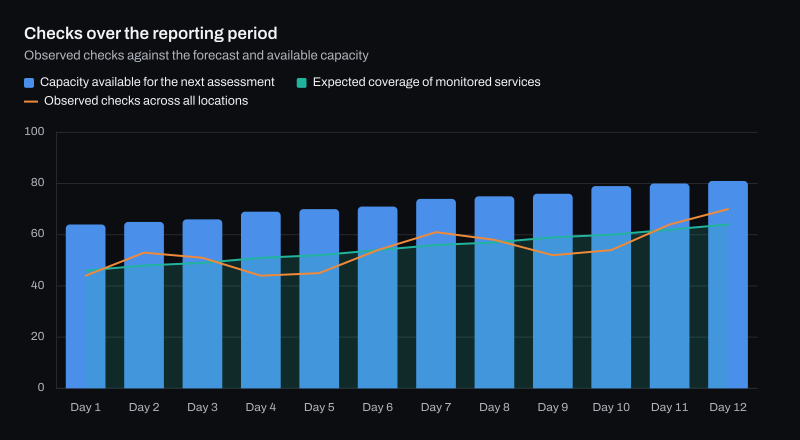 Checks over the reporting period
Observed checks against the forecast and available capacity
Capacity available for the next assessment
Expected coverage of monitored services
Observed checks across all locations
100
80
60
40
20
0
Day 1 Day 2 Day 3 Day 4 Day 5 Day 6 Day 7 Day 8 Day 9 Day 10 Day 11 Day 12